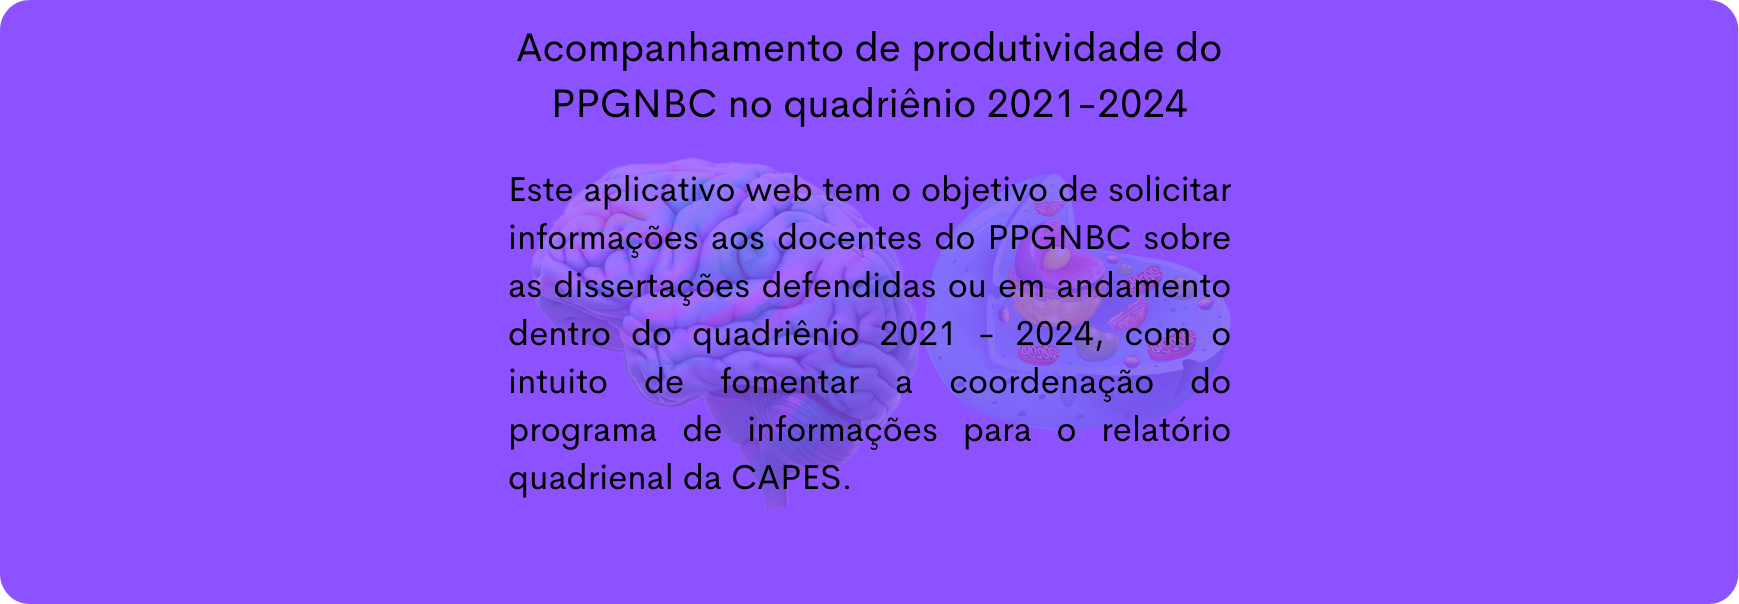 Acompanhamento de produtividade do
PPGNBC no quadriênio 2021-2024
Este aplicativo web tem o objetivo de solicitar
informações aos docentes do PPGNBC sobre
as dissertações defendidas ou em andamento
dentro do quadriênio 2021 - 2024, com o
intuito de fomentar a coordenação do
programa de informações para o relatório
quadrienal da CAPES.